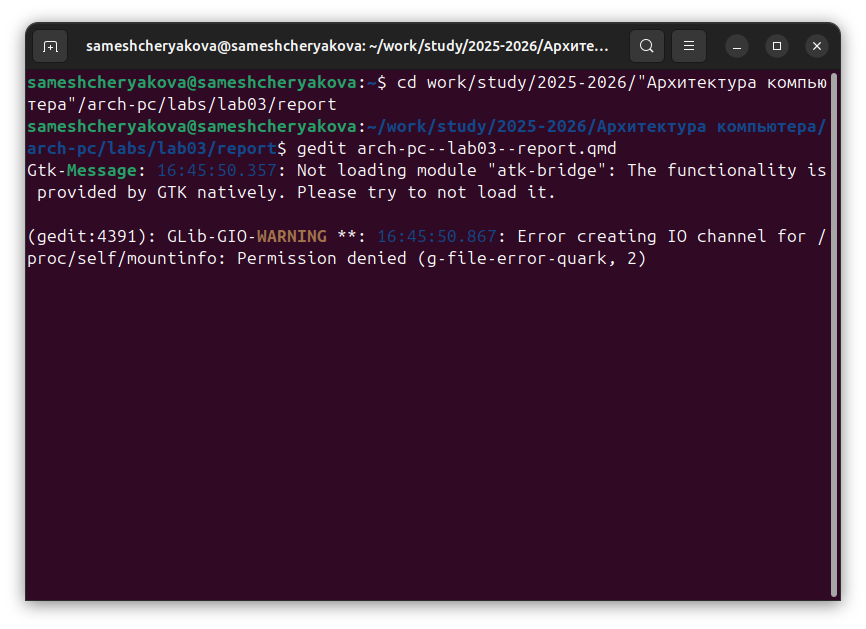 sameshcheryakova@sameshcheryakova: ~/work/study/2025-2026/Архите...
sameshcheryakova@sameshcheryakova:~$ cd work/study/2025-2026/"Архитектура компью
тера"/arch-pc/labs/lab03/report
sameshcheryakova@sameshcheryakova:~/work/study/2025-2026/Архитектура компьютера/
arch-pc/labs/lab03/report$ gedit arch-pc--lab03--report.qmd
Gtk-Message: 16:45:50.357: Not loading module "atk-bridge": The functionality is
 provided by GTK natively. Please try to not load it.
(gedit:4391): GLib-GIO-WARNING **: 16:45:50.867: Error creating IO channel for /
proc/self/mountinfo: Permission denied (g-file-error-quark, 2)